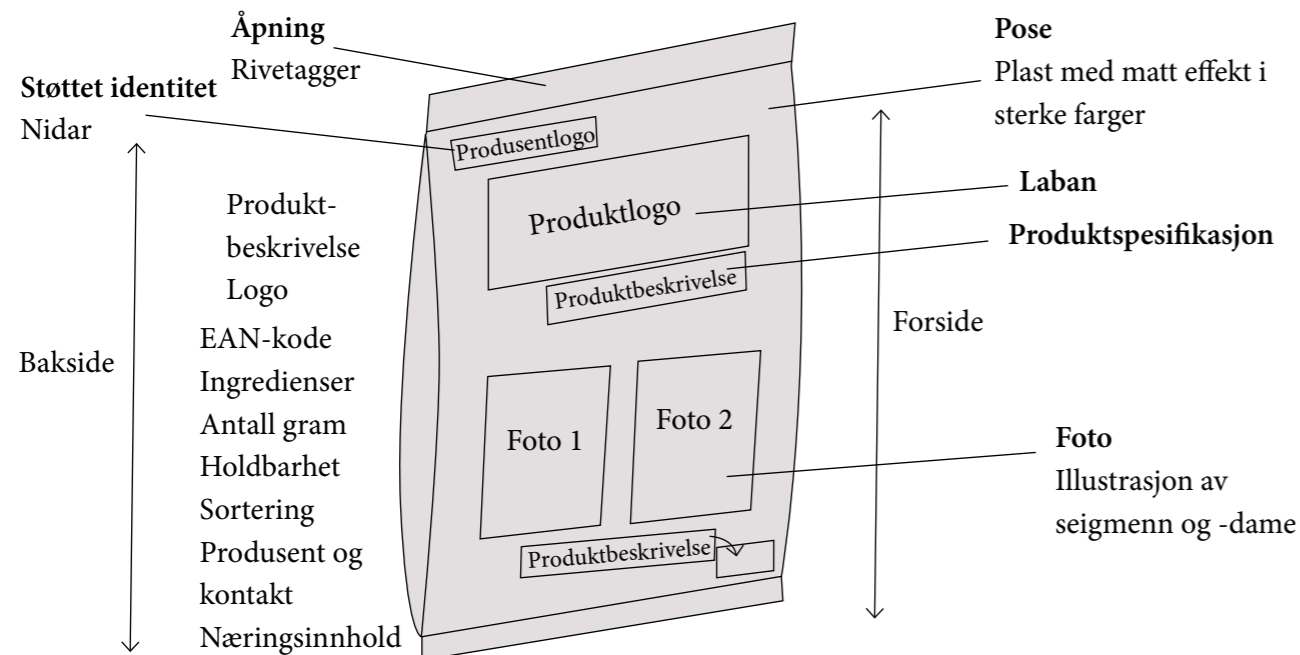 Åpning
Rivetagger
Støttet identitet
Nidar
Pose
Plast med matt effekt i
sterke farger
Laban
Produktspesifikasjon
Produsentlogo
Produktlogo
Produktbeskrivelse
Foto 1
Foto 2
Produktbeskrivelse
Bakside
Produkt-
beskrivelse
Logo
EAN-kode
Ingredienser
Antall gram
Holdbarhet
Sortering
Produsent og
kontakt
Næringsinnhold
Forside
Foto
Illustrasjon av
seigmenn og -dame